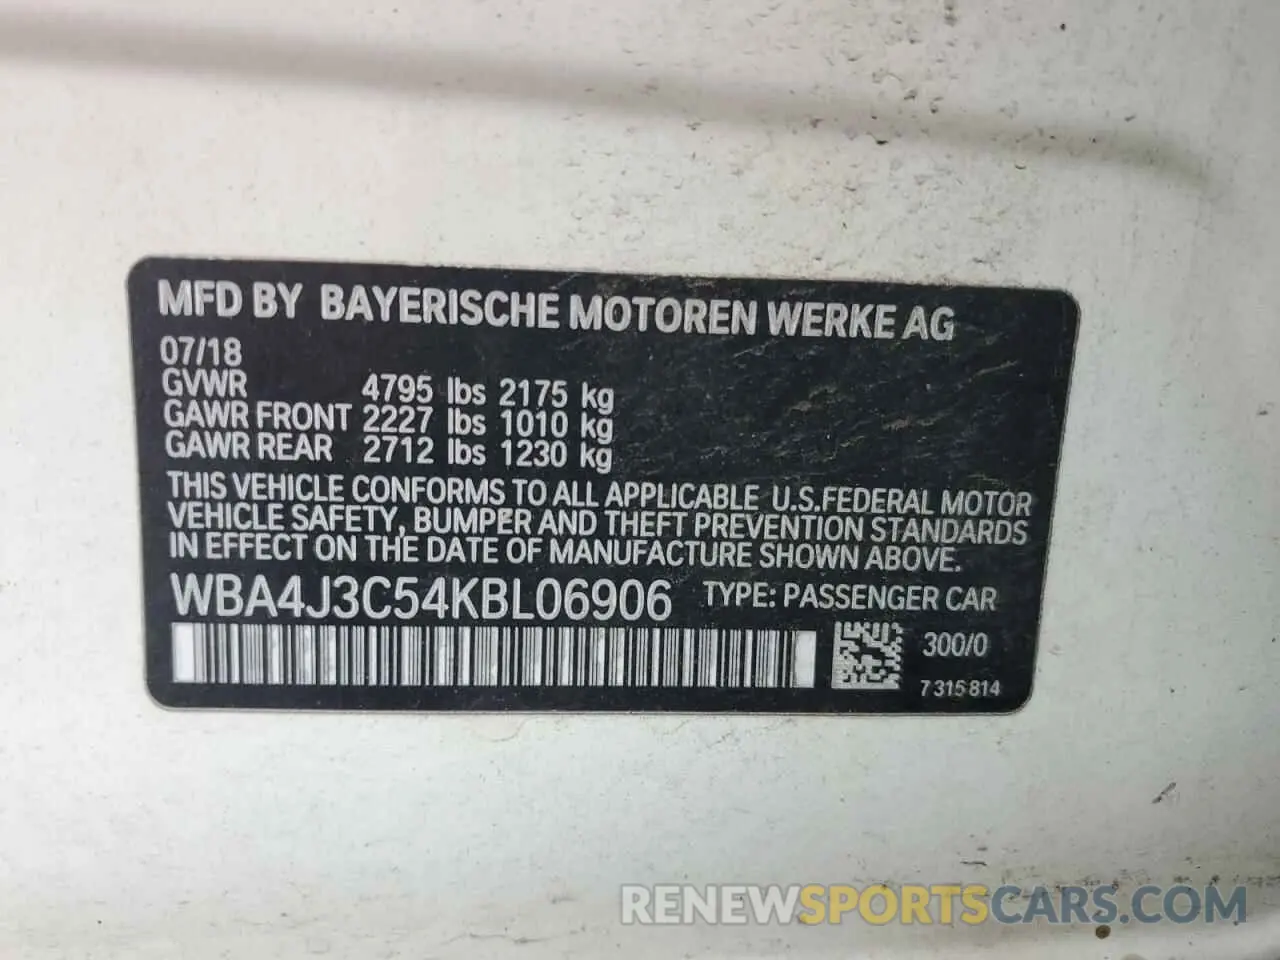 MFD BY BAYERISCHE MOTOREN WERKE AG
07/18
GVWR 4795 lbs 2175 kg
GAWR FRONT 2227 lbs 1010 kg
GAWR REAR 2712 lbs 1230 kg
THIS VEHICLE CONFORMS TO ALL APPLICABLE U.S.FEDERAL MOTOR
VEHICLE SAFETY, BUMPER AND THEFT PREVENTION STANDARDS
IN EFFECT ON THE DATE OF MANUFACTURE SHOWN ABOVE.
WBA4J3C54KBL06906 TYPE: PASSENGER CAR
300/0
7 315 814
RENEWSPORTSCARS.COM